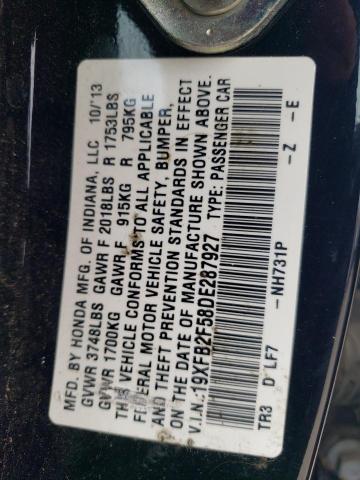 MFD. BY HONDA MFG. OF INDIANA, LLC 10/'13
GVWR 3748LBS GAWR F 2018LBS R 1753LBS
GVWR 1700KG GAWR F 915KG R 795KG
THIS VEHICLE CONFORMS TO ALL APPLICABLE
FEDERAL MOTOR VEHICLE SAFETY, BUMPER,
AND THEFT PREVENTION STANDARDS IN EFFECT
ON THE DATE OF MANUFACTURE SHOWN ABOVE.
V.I.N.: 19XFB2F58DE287927 TYPE: PASSENGER CAR
NH731P -Z -E
TR3 D LF7